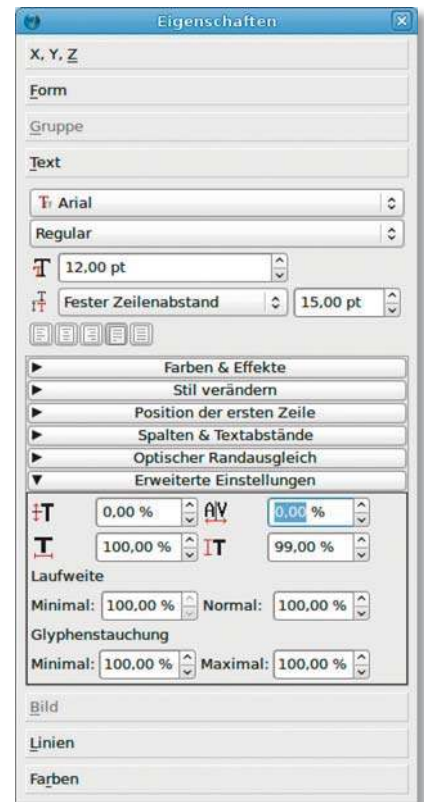 Eigenschaften
X, Y, Z
Form
Gruppe
Text
Arial
Regular
12,00 pt
Fester Zeilenabstand 15,00 pt
Farben & Effekte
Stil verändern
Position der ersten Zeile
Spalten & Textabstände
Optischer Randausgleich
Erweiterte Einstellungen
0,00 % 0,00 %
100,00 % 99,00 %
Laufweite
Minimal: 100,00 % Normal: 100,00 %
Glyphenstauchung
Minimal: 100,00 % Maximal: 100,00 %
Bild
Linien
Farben